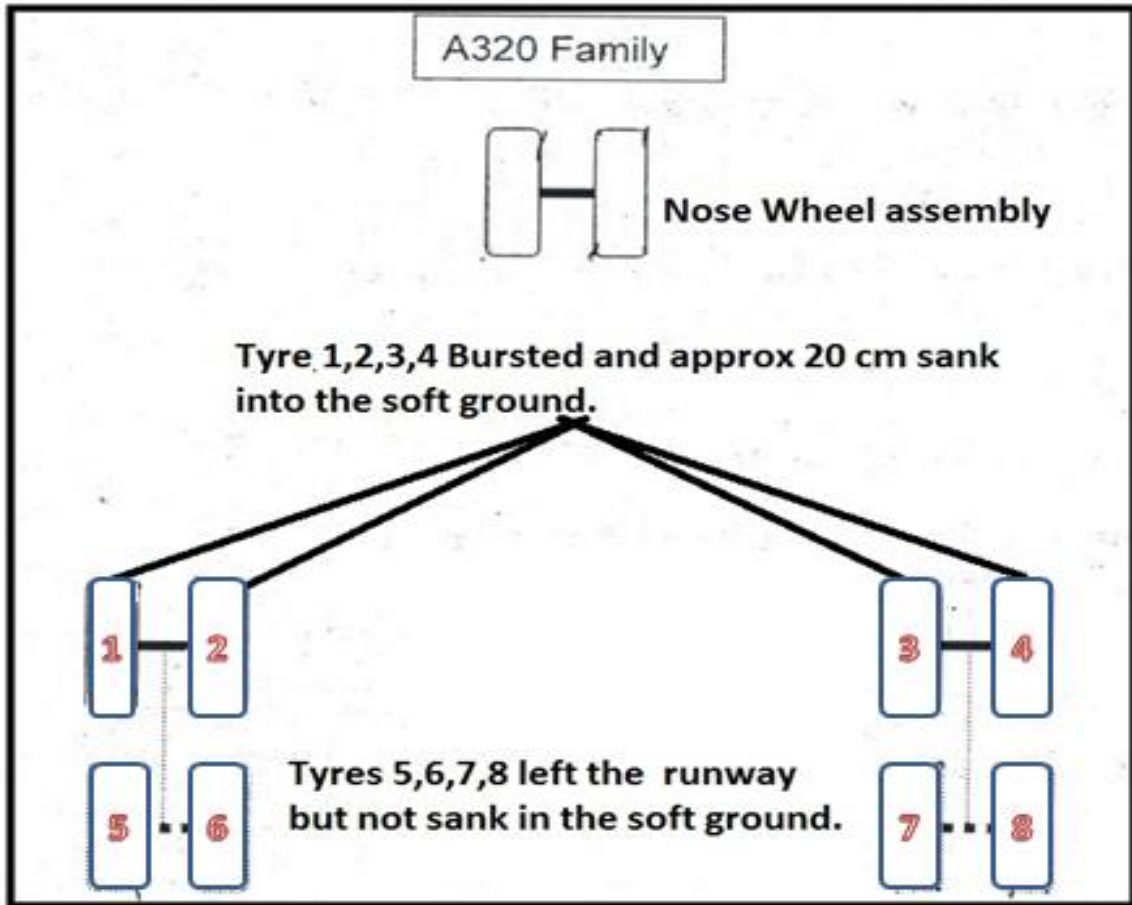 A320 Family
Nose Wheel assembly
Tyre 1,2,3,4 Bursted and approx 20 cm sank
into the soft ground.
1 2 3 4
Tyres 5,6,7,8 left the runway
but not sank in the soft ground.
5 6 7 8